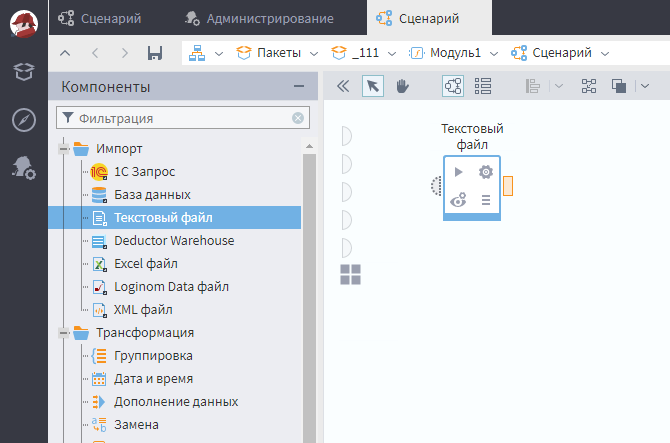 Сценарий
Администрирование
Сценарий
Пакеты
_111
Модуль1
Сценарий
Компоненты
Фильтрация
Импорт
1С Запрос
База данных
Текстовый файл
Deductor Warehouse
Excel файл
Loginom Data файл
XML файл
Трансформация
Группировка
Дата и время
Дополнение данных
Замена
Текстовый
файл